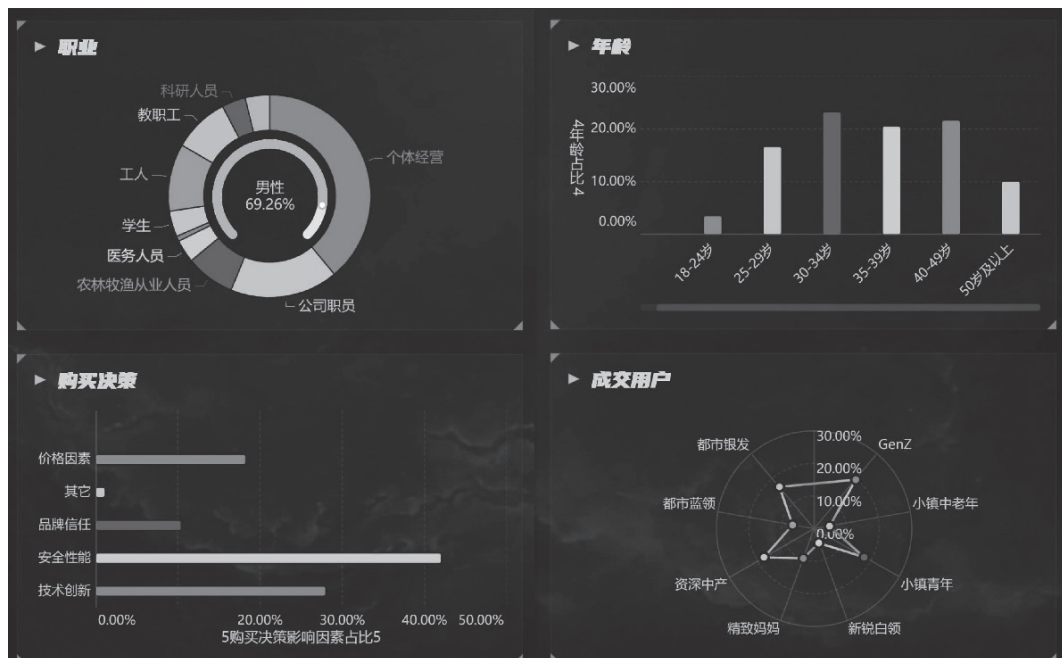 职业
科研人员
教职工
工人
学生
医务人员
农林牧渔从业人员
公司职员
个体经营
男性
69.26%
年龄
4年龄占比4
30.00%
20.00%
10.00%
0.00%
18-24岁
25-29岁
30-34岁
35-39岁
40-49岁
50岁及以上
购买决策
价格因素
其它
品牌信任
安全性能
技术创新
0.00% 20.00% 30.00% 40.00% 50.00%
5购买决策影响因素占比5
成交用户
30.00%
20.00%
10.00%
0.00%
GenZ
小镇中老年
小镇青年
新锐白领
精致妈妈
资深中产
都市蓝领
都市银发